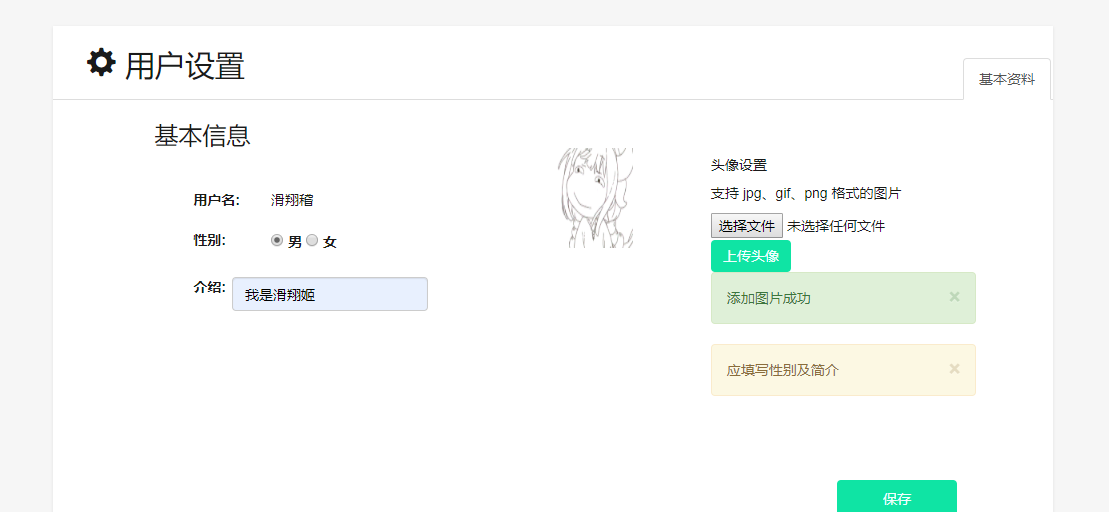 用户设置
基本资料
基本信息
头像设置
支持 jpg、gif、png 格式的图片
用户名: 滑翔稽
选择文件 未选择任何文件
性别: 男 女
上传头像
介绍: 我是滑翔姬
添加图片成功 ×
应填写性别及简介 ×
保存